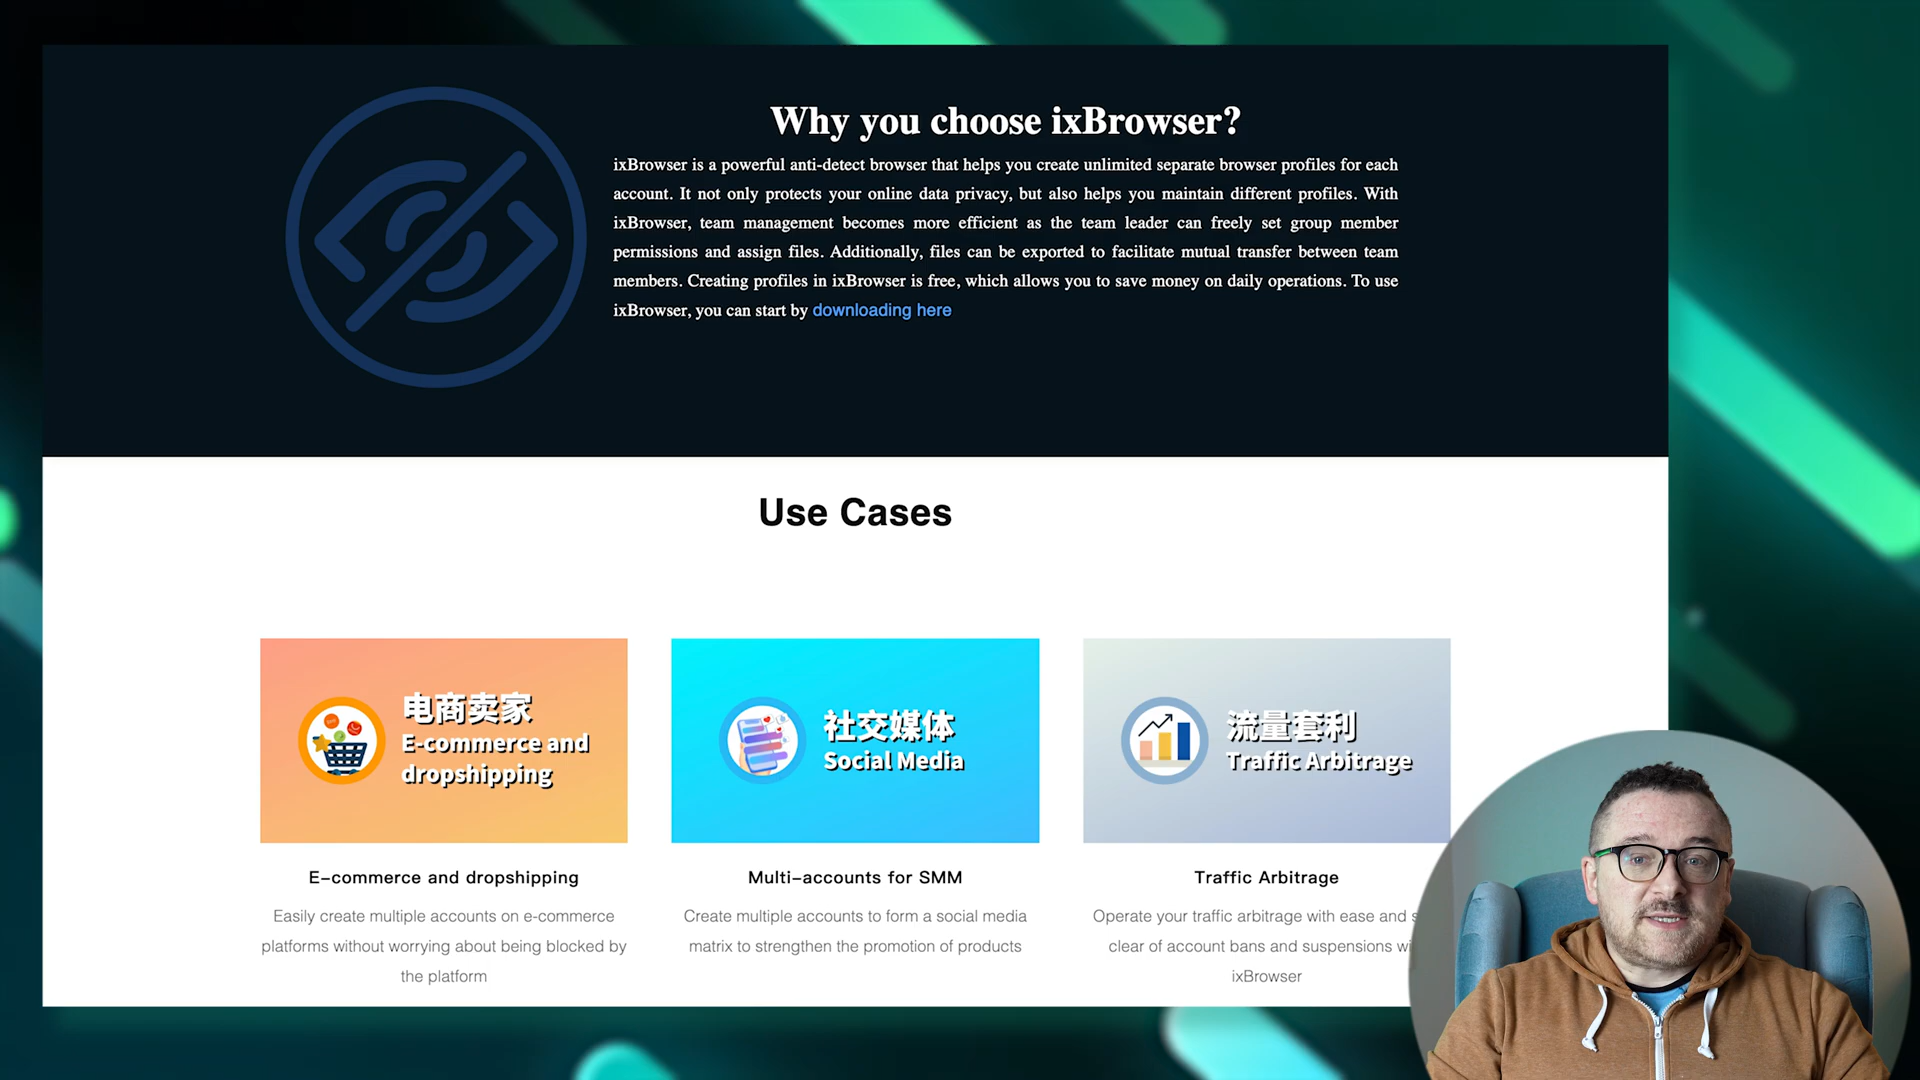 Why you choose ixBrowser?
ixBrowser is a powerful anti-detect browser that helps you create unlimited separate browser profiles for each
account. It not only protects your online data privacy, but also helps you maintain different profiles. With
ixBrowser, team management becomes more efficient as the team leader can freely set group member
permissions and assign files. Additionally, files can be exported to facilitate mutual transfer between team
members. Creating profiles in ixBrowser is free, which allows you to save money on daily operations. To use
ixBrowser, you can start by downloading here
Use Cases
电商卖家
E-commerce and
dropshipping
社交媒体
Social Media
流量套利
Traffic Arbitrage
E-commerce and dropshipping
Easily create multiple accounts on e-commerce
platforms without worrying about being blocked by
the platform
Multi-accounts for SMM
Create multiple accounts to form a social media
matrix to strengthen the promotion of products
Traffic Arbitrage
Operate your traffic arbitrage with ease and
clear of account bans and suspensions
ixBrowser